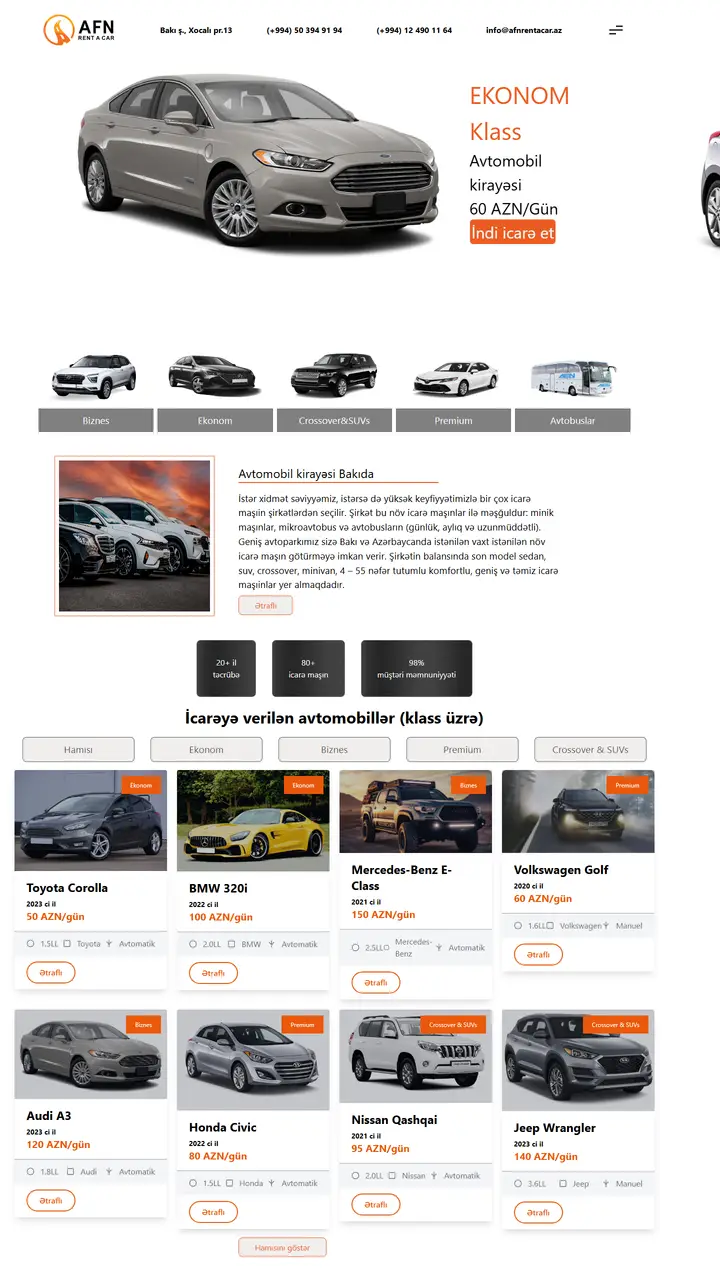 AFN
RENT A CAR
Bakı ş., Xocalı pr.13
(+994) 50 394 91 94
(+994) 12 490 11 64
info@afnrentacar.az
EKONOM
Klass
Avtomobil
kirayəsi
60 AZN/Gün
İndi icarə et
Biznes
Ekonom
Crossover&SUVs
Premium
Avtobuslar
Avtomobil kirayəsi Bakıda
İstər xidmət səviyyəmiz, istərsə də yüksək keyfiyyətimizlə bir çox icarə
maşıın şirkətlərdən seçilir. Şirkət bu növ icarə maşınlar ilə məşğuldur: minik
maşınlar, mikroavtobus və avtobusların (günlük, aylıq və uzunmüddətli).
Geniş avtoparkımız sizə Bakı və Azərbaycanda istənilən vaxt istənilən növ
icarə maşın götürməyə imkan verir. Şirkətin balansında son model sedan,
suv, crossover, minivan, 4 – 55 nəfər tutumlu komfortlu, geniş və təmiz icarə
maşıınlar yer almaqdadır.
Ətraflı
20+ il
təcrübə
80+
icarə maşın
98%
müştəri məmnuniyyəti
İcarəyə verilən avtomobillər (klass üzrə)
Hamısı
Ekonom
Biznes
Premium
Crossover & SUVs
Ekonom
Toyota Corolla
2023 ci il
50 AZN/gün
1.5LL
Toyota
Avtomatik
Ətraflı
Ekonom
BMW 320i
2022 ci il
100 AZN/gün
2.0LL
BMW
Avtomatik
Ətraflı
Biznes
Mercedes-Benz E-
Class
2021 ci il
150 AZN/gün
2.5LL
Mercedes-
Benz
Avtomatik
Ətraflı
Premium
Volkswagen Golf
2020 ci il
60 AZN/gün
1.6LL
Volkswagen
Manuel
Ətraflı
Biznes
Audi A3
2023 ci il
120 AZN/gün
1.8LL
Audi
Avtomatik
Ətraflı
Premium
Honda Civic
2022 ci il
80 AZN/gün
1.5LL
Honda
Avtomatik
Ətraflı
Crossover & SUVs
Nissan Qashqai
2021 ci il
95 AZN/gün
2.0LL
Nissan
Avtomatik
Ətraflı
Crossover & SUVs
Jeep Wrangler
2023 ci il
140 AZN/gün
3.6LL
Jeep
Manuel
Ətraflı
Hamısını göstər